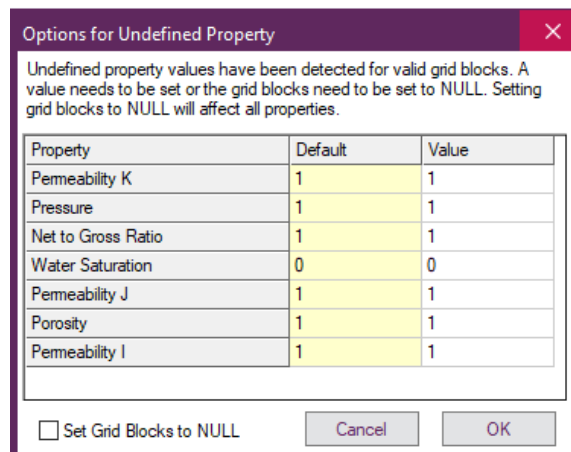 Options for Undefined Property
Undefined property values have been detected for valid grid blocks. A
value needs to be set or the grid blocks need to be set to NULL. Setting
grid blocks to NULL will affect all properties.
Property Default Value
Permeability K 1 1
Pressure 1 1
Net to Gross Ratio 1 1
Water Saturation 0 0
Permeability J 1 1
Porosity 1 1
Permeability I 1 1
Set Grid Blocks to NULL Cancel OK